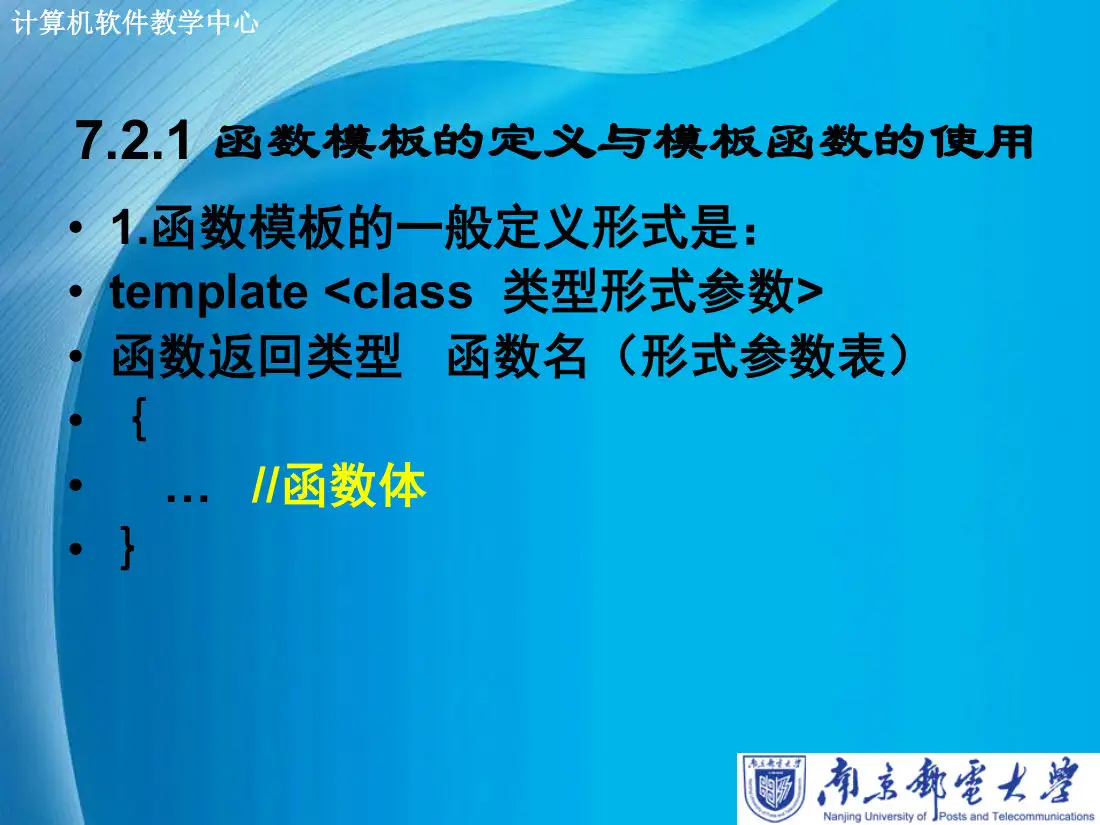 计算机软件教学中心
7.2.1 函数模板的定义与模板函数的使用
• 1.函数模板的一般定义形式是：
• template <class 类型形式参数>
• 函数返回类型 函数名（形式参数表）
• {
• … //函数体
• }
南京邮電大学
Nanjing University of Posts and Telecommunications